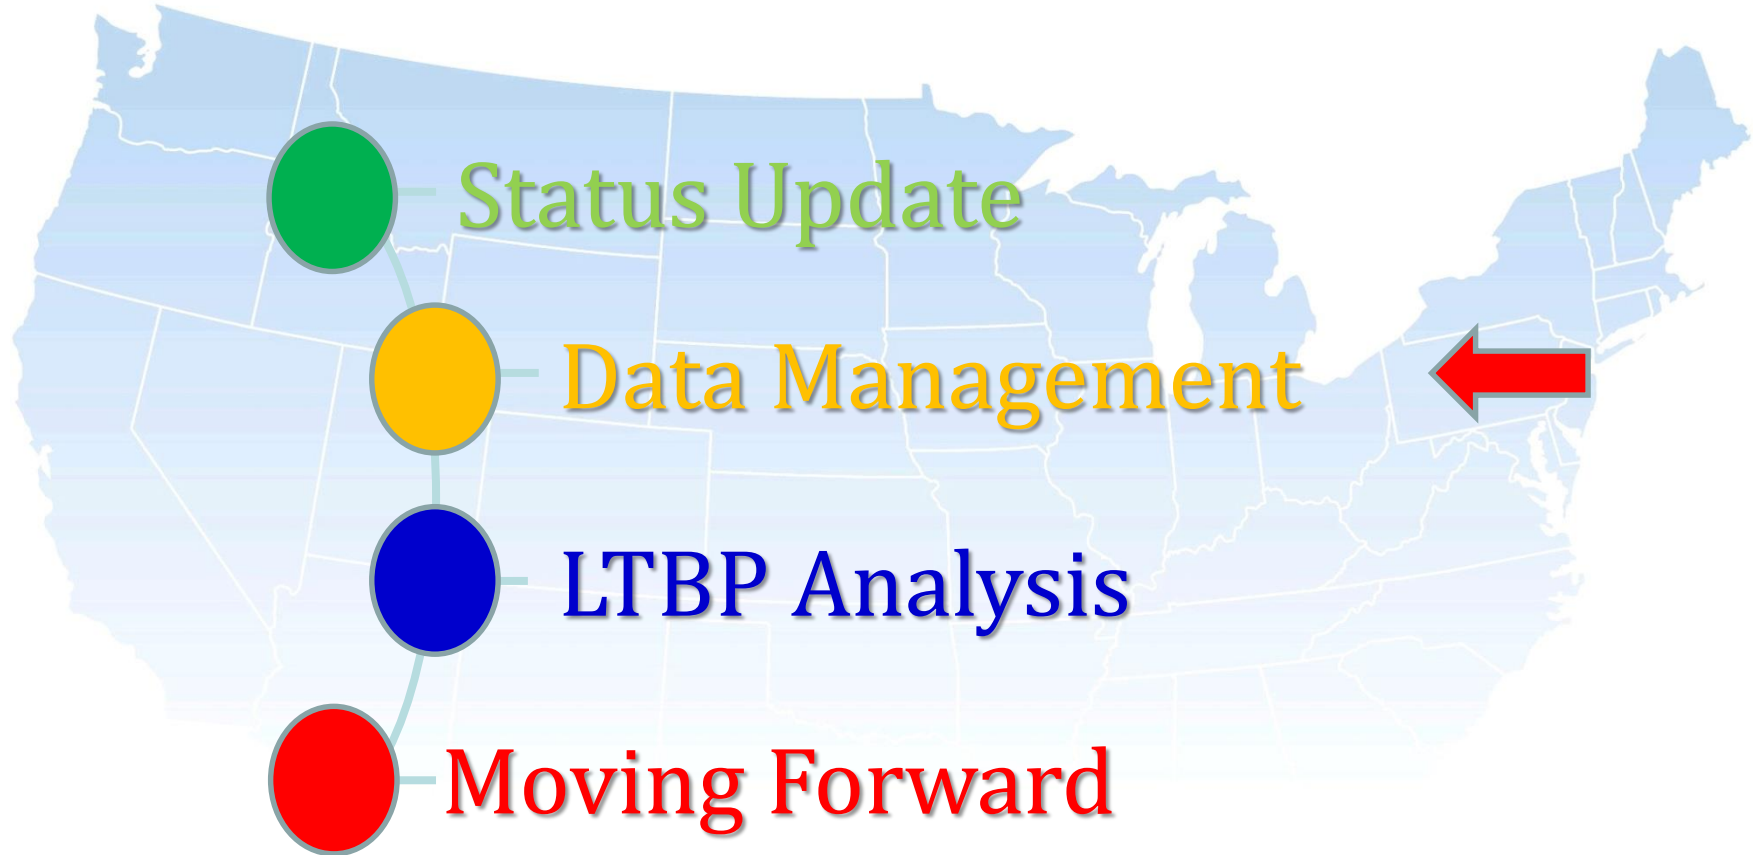 Status Update
Data Management
LTBP Analysis
Moving Forward